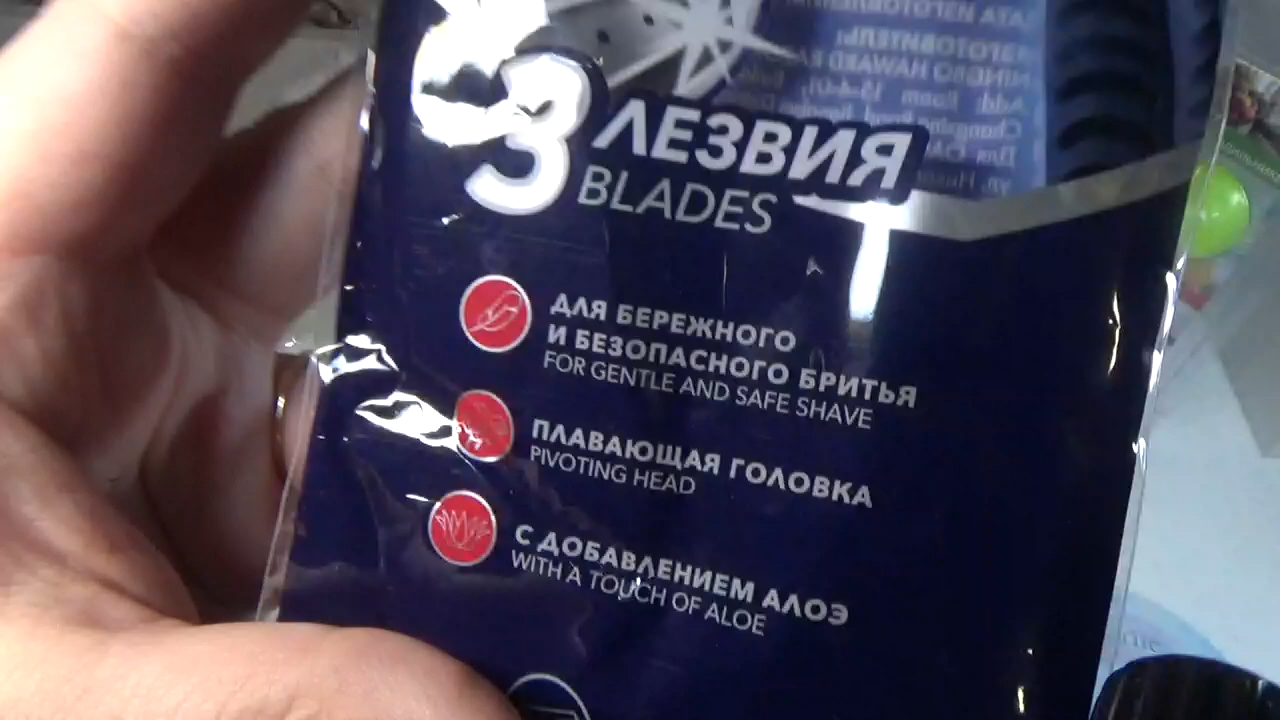 3 ЛЕЗВИЯ
BLADES
ДЛЯ БЕРЕЖНОГО
И БЕЗОПАСНОГО БРИТЬЯ
FOR GENTLE AND SAFE SHAVE
ПЛАВАЮЩАЯ ГОЛОВКА
PIVOTING HEAD
С ДОБАВЛЕНИЕМ АЛОЭ
WITH A TOUCH OF ALOE